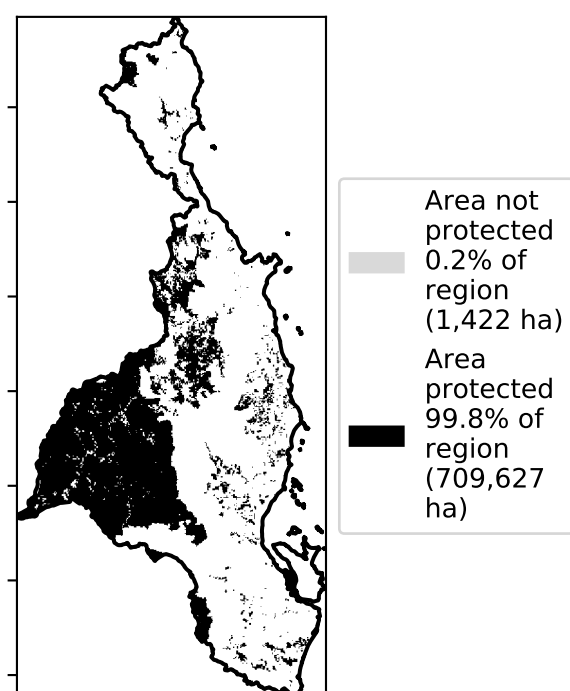 Area not
protected
0.2% of
region
(1,422 ha)
Area
protected
99.8% of
region
(709,627
ha)